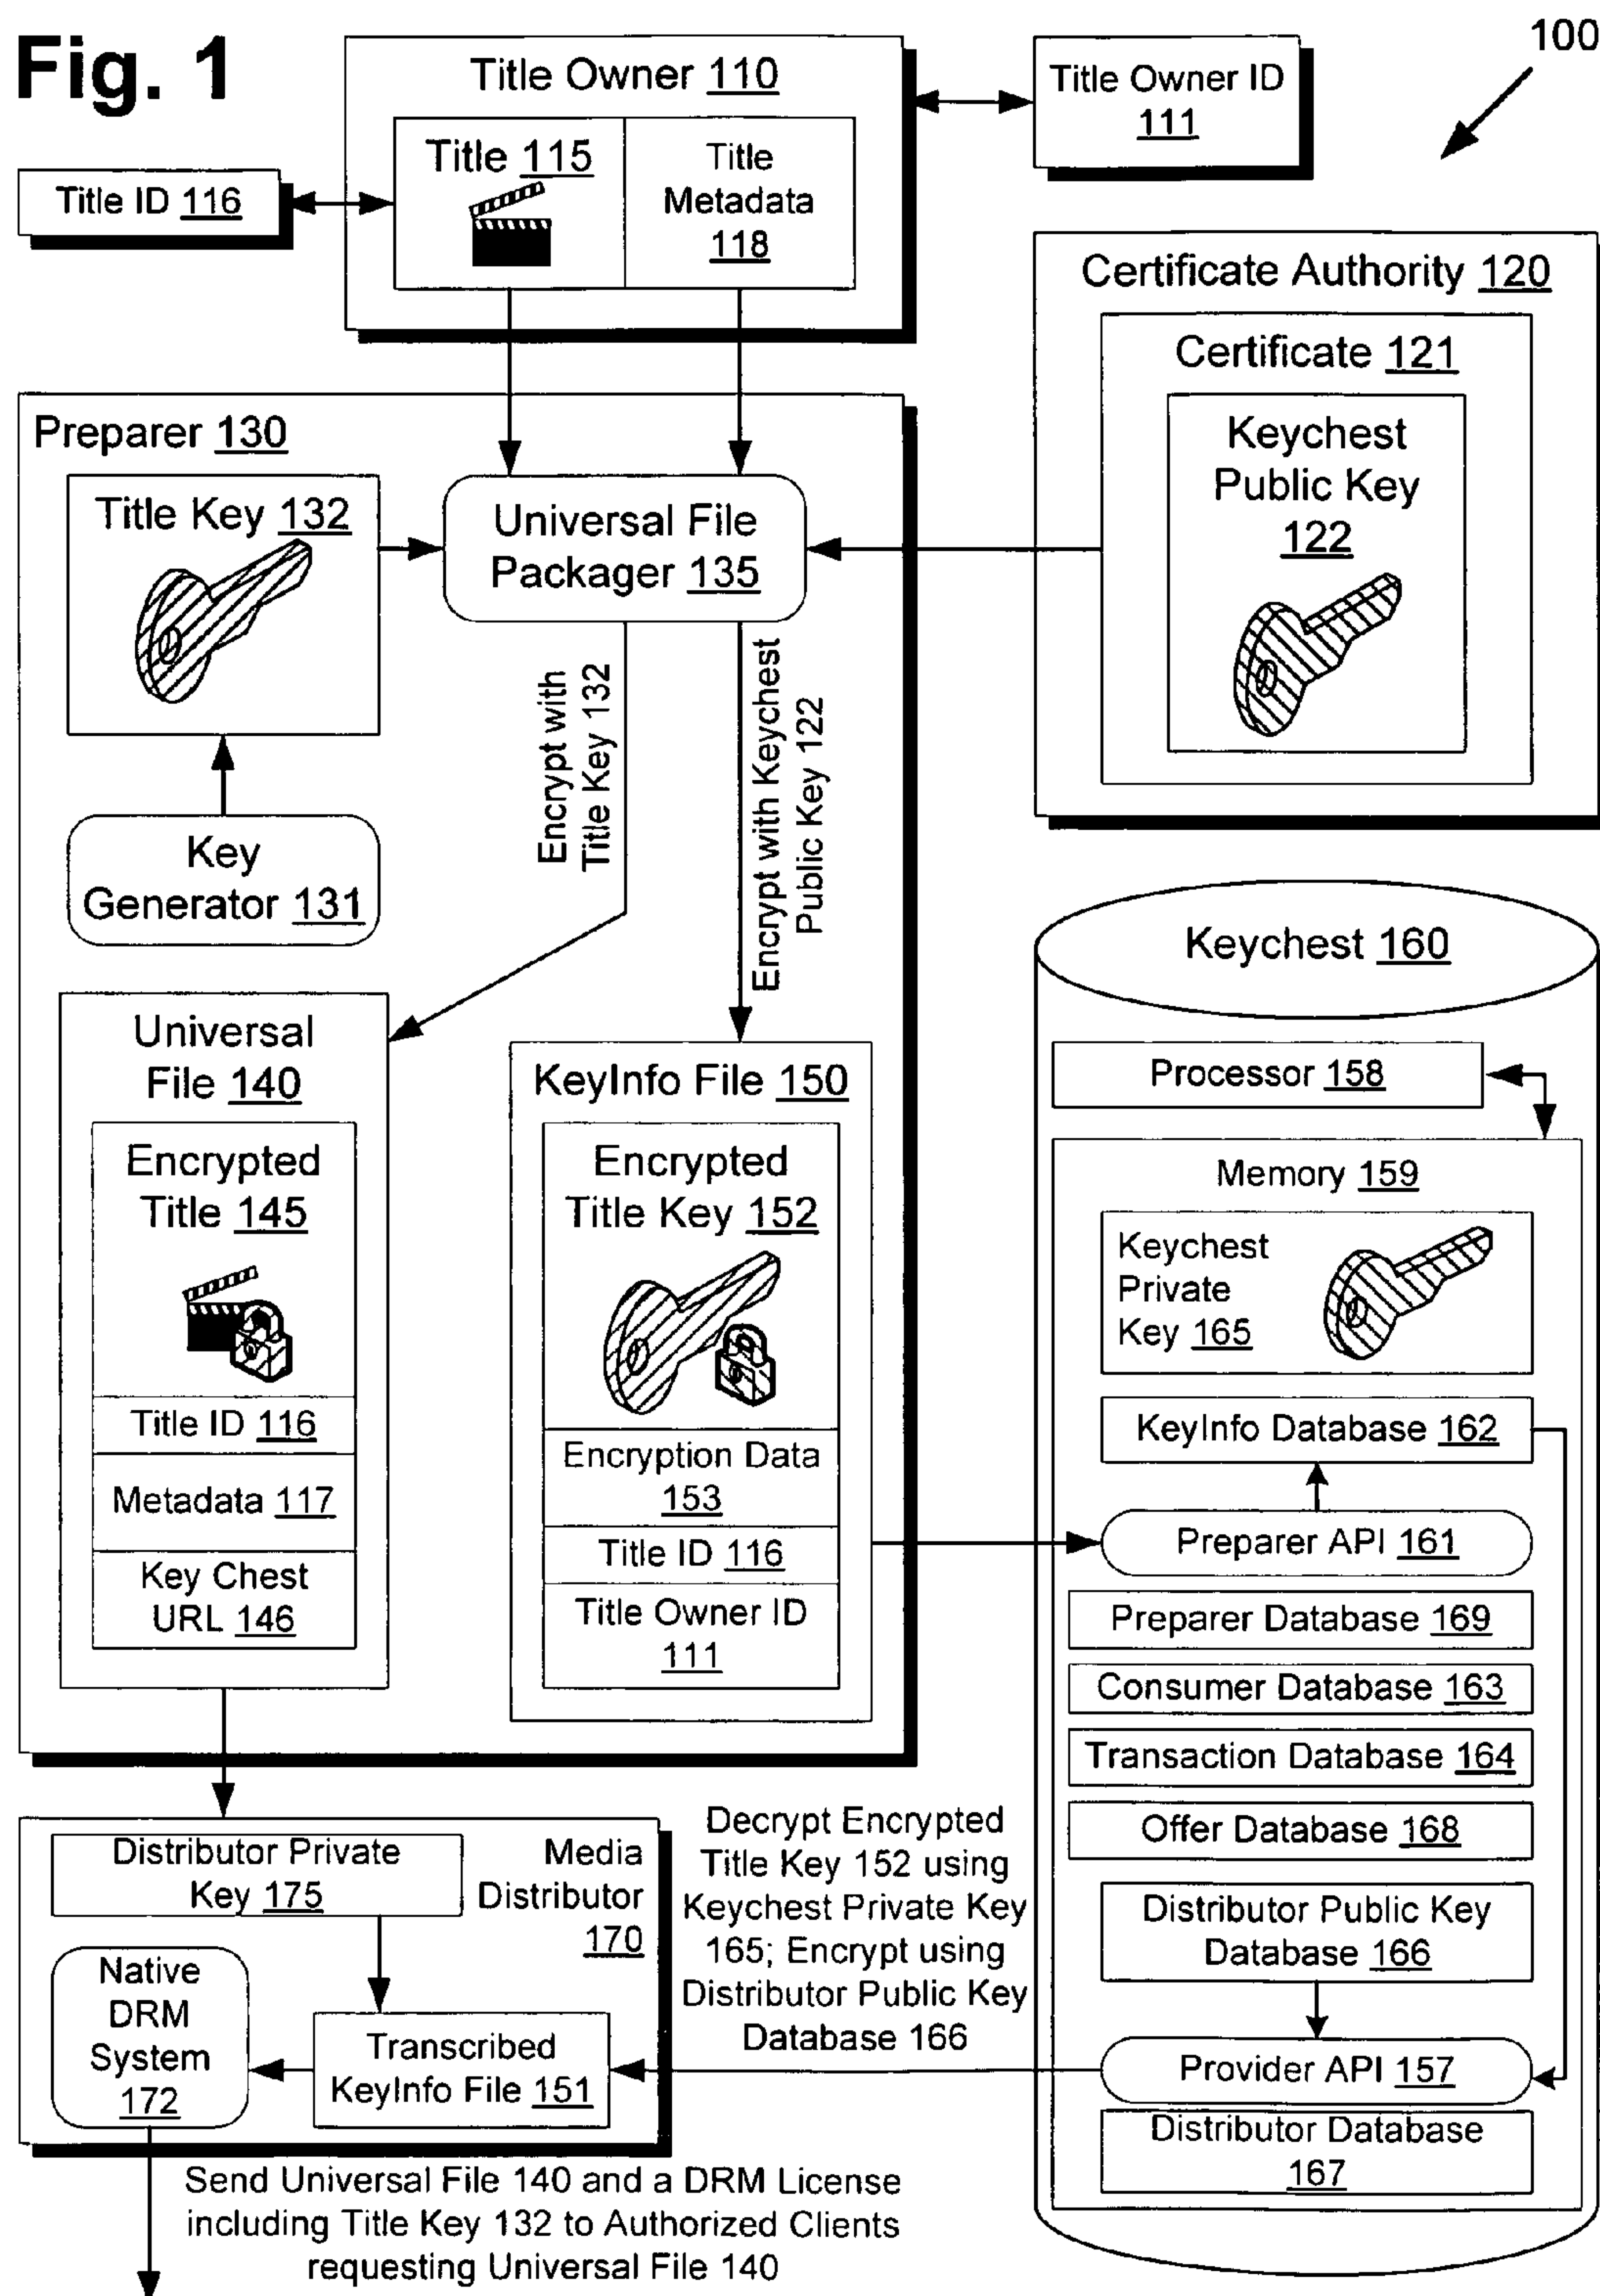 Fig. 1
100
Title Owner 110
Title Owner ID
111
Title 115
Title
Metadata
118
Title ID 116
Certificate Authority 120
Certificate 121
Keychest
Public Key
122
Preparer 130
Title Key 132
Universal File
Packager 135
Encrypt with
Title Key 132
Encrypt with Keychest
Public Key 122
Key
Generator 131
Universal
File 140
Encrypted
Title 145
Title ID 116
Metadata 117
Key Chest
URL 146
KeyInfo File 150
Encrypted
Title Key 152
Encryption Data
153
Title ID 116
Title Owner ID
111
Keychest 160
Processor 158
Memory 159
Keychest
Private
Key 165
KeyInfo Database 162
Preparer API 161
Preparer Database 169
Consumer Database 163
Transaction Database 164
Offer Database 168
Distributor Public Key
Database 166
Provider API 157
Distributor Database
167
Distributor Private
Key 175
Media
Distributor
170
Native
DRM
System
172
Transcribed
KeyInfo File 151
Decrypt Encrypted
Title Key 152 using
Keychest Private Key
165; Encrypt using
Distributor Public Key
Database 166
Send Universal File 140 and a DRM License
including Title Key 132 to Authorized Clients
requesting Universal File 140